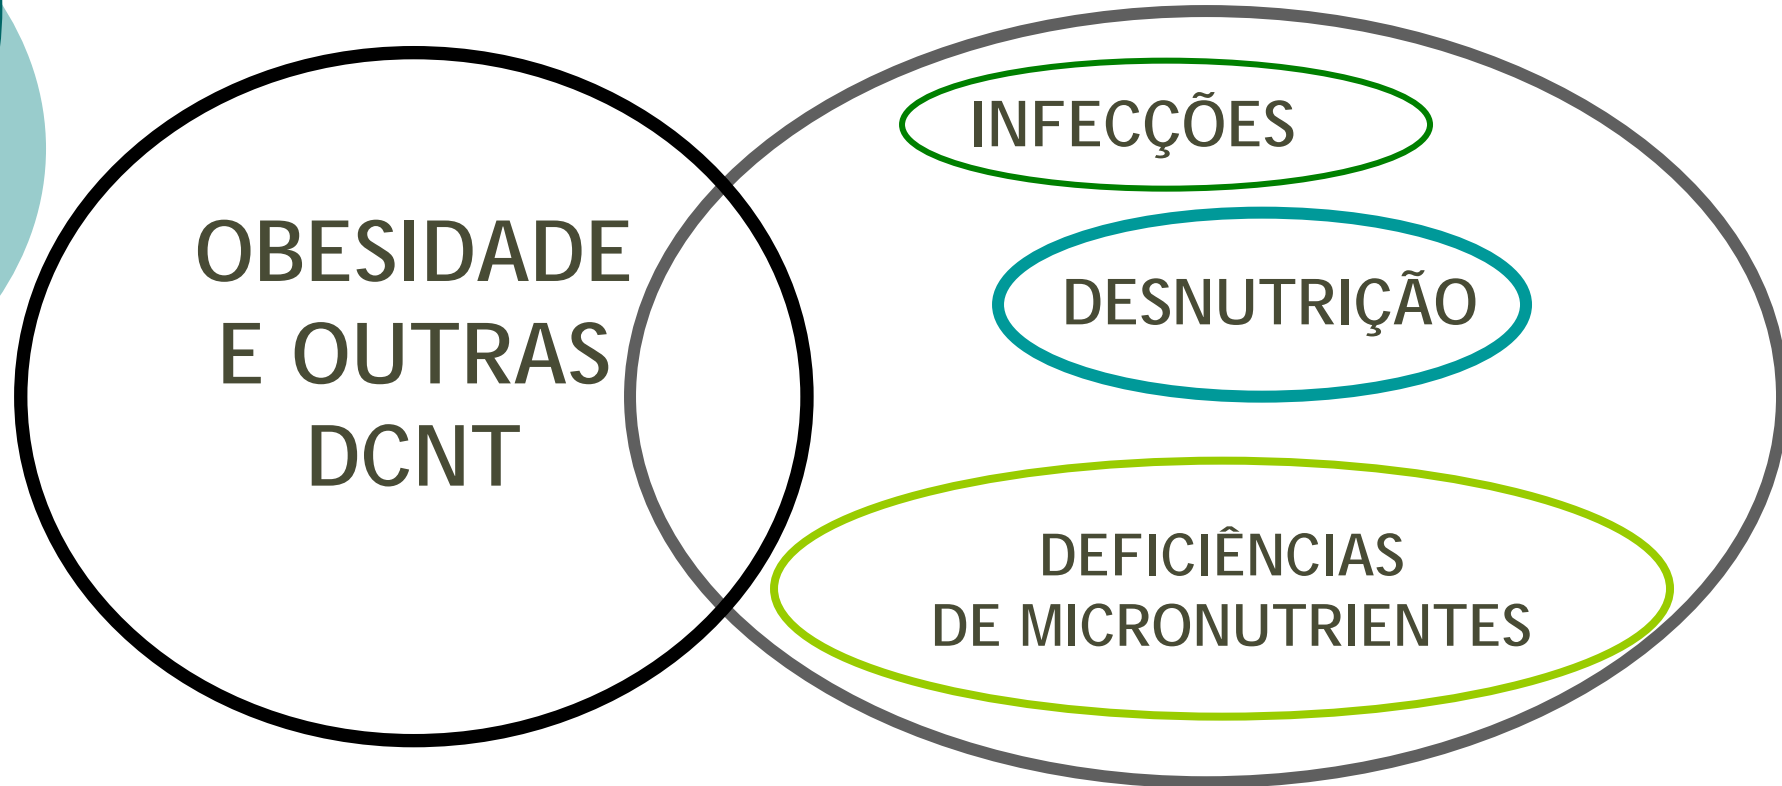 OBESIDADE
E OUTRAS
DCNT
INFECÇÕES
DESNUTRIÇÃO
DEFICIÊNCIAS
DE MICRONUTRIENTES